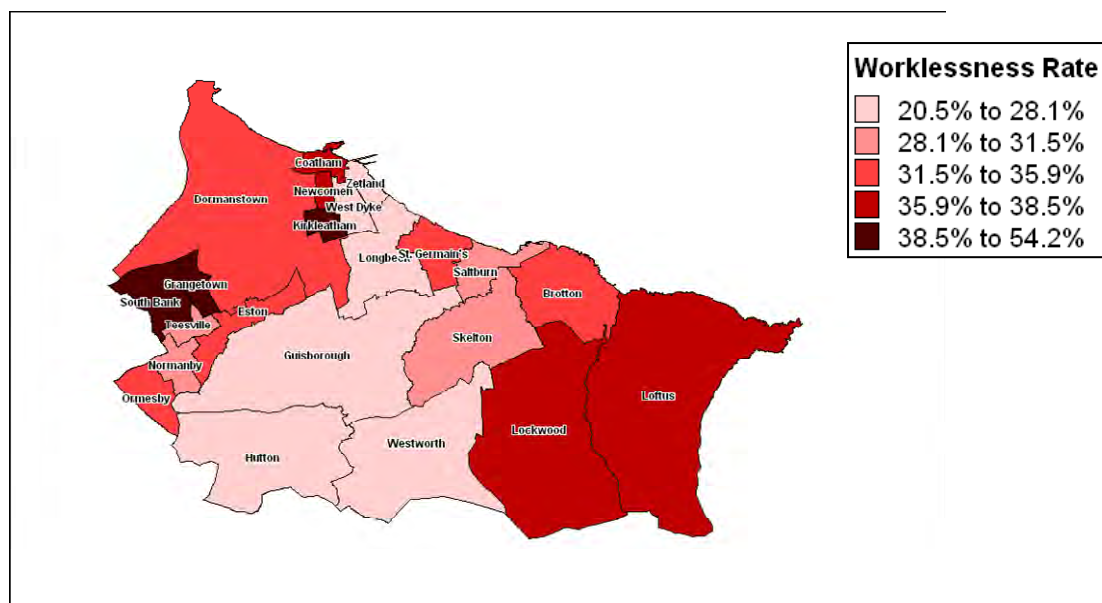 Worklessness Rate
20.5% to 28.1%
28.1% to 31.5%
31.5% to 35.9%
35.9% to 38.5%
38.5% to 54.2%
Coatham
Zetland
Newcomen
Dormanstown
West Dyke
Kirkleatham
Longbeck
St. Germain's
Saltburn
Grangetown
Brotton
South Bank
Eston
Teesville
Skelton
Guisborough
Normanby
Ormesby
Loftus
Lockwood
Westworth
Hutton